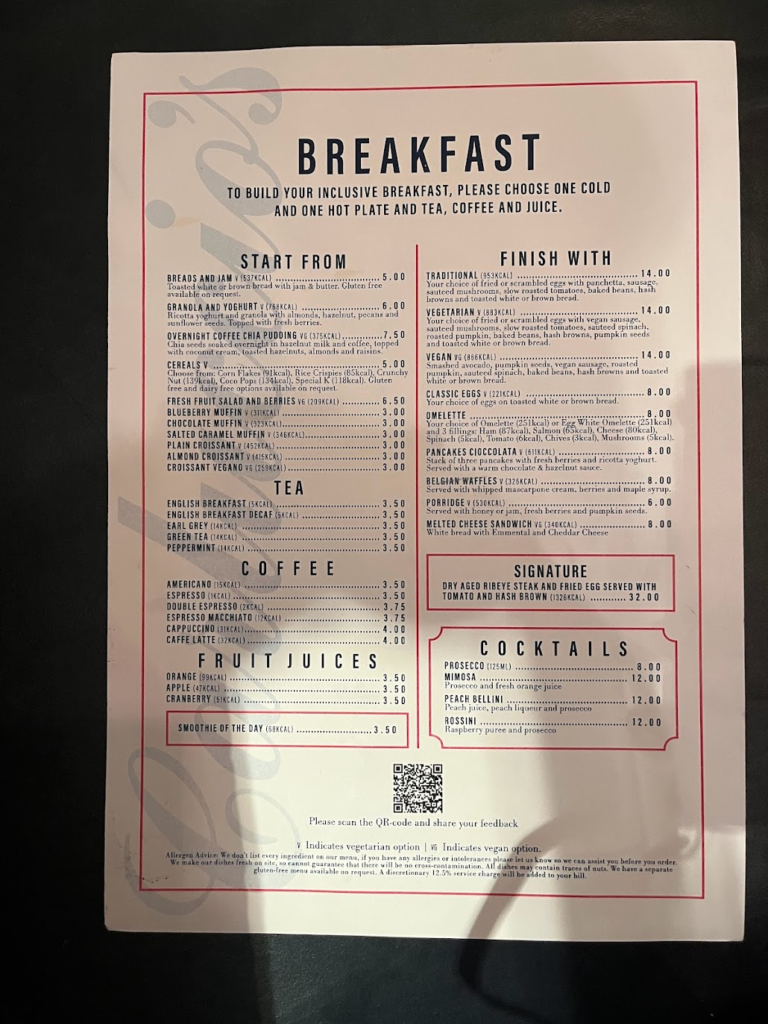 Carluccio's
BREAKFAST
TO BUILD YOUR INCLUSIVE BREAKFAST, PLEASE CHOOSE ONE COLD
AND ONE HOT PLATE AND TEA, COFFEE AND JUICE.
START FROM
BREADS AND JAM V (537KCAL) 5.00
Toasted white or brown bread with jam & butter. Gluten free
available on request.
GRANOLA AND YOGHURT V (768KCAL) 6.00
Ricotta yoghurt and granola with almonds, hazelnut, pecans and
sunflower seeds. Topped with fresh berries.
OVERNIGHT COFFEE CHIA PUDDING VG (375KCAL) 7.50
Chia seeds soaked overnight in hazelnut milk and coffee, topped
with coconut cream, toasted hazelnuts, almonds and raisins.
CEREALS V 5.00
Choose from: Corn Flakes (91kcal), Rice Crispies (85kcal), Crunchy
Nut (139kcal), Coco Pops (134kcal), Special K (118kcal). Gluten
free and dairy free options available on request.
FRESH FRUIT SALAD AND BERRIES VG (209KCAL) 6.50
BLUEBERRY MUFFIN V (311KCAL) 3.00
CHOCOLATE MUFFIN V (323KCAL) 3.00
SALTED CARAMEL MUFFIN V (346KCAL) 3.00
PLAIN CROISSANT V (452KCAL) 3.00
ALMOND CROISSANT V (415KCAL) 3.00
CROISSANT VEGANO VG (259KCAL) 3.00
TEA
ENGLISH BREAKFAST (5KCAL) 3.50
ENGLISH BREAKFAST DECAF (5KCAL) 3.50
EARL GREY (14KCAL) 3.50
GREEN TEA (14KCAL) 3.50
PEPPERMINT (14KCAL) 3.50
COFFEE
AMERICANO (15KCAL) 3.50
ESPRESSO (1KCAL) 3.50
DOUBLE ESPRESSO (2KCAL) 3.75
ESPRESSO MACCHIATO (12KCAL) 3.75
CAPPUCCINO (31KCAL) 4.00
CAFFE LATTE (32KCAL) 4.00
FRUIT JUICES
ORANGE (99KCAL) 3.50
APPLE (47KCAL) 3.50
CRANBERRY (51KCAL) 3.50
SMOOTHIE OF THE DAY (68KCAL) 3.50
FINISH WITH
TRADITIONAL (953KCAL) 14.00
Your choice of fried or scrambled eggs with panchetta, sausage,
sauteed mushrooms, slow roasted tomatoes, baked beans, hash
browns and toasted white or brown bread.
VEGETARIAN V (883KCAL) 14.00
Your choice of fried or scrambled eggs with vegan sausage,
sauteed mushrooms, slow roasted tomatoes, sauteed spinach,
roasted pumpkin, baked beans, hash browns, pumpkin seeds
and toasted white or brown bread.
VEGAN VG (866KCAL) 14.00
Smashed avocado, pumpkin seeds, vegan sausage, roasted
pumpkin, sauteed spinach, baked beans, hash browns and toasted
white or brown bread.
CLASSIC EGGS V (221KCAL) 8.00
Your choice of eggs on toasted white or brown bread.
OMELETTE 8.00
Your choice of Omelette (251kcal) or Egg White Omelette (251kcal)
and 3 fillings: Ham (87kcal), Salmon (65kcal), Cheese (80kcal),
Spinach (5kcal), Tomato (6kcal), Chives (3kcal), Mushrooms (5kcal).
PANCAKES CIOCCOLATA V (611KCAL) 8.00
Stack of three pancakes with fresh berries and ricotta yoghurt.
Served with a warm chocolate & hazelnut sauce.
BELGIAN WAFFLES V (326KCAL) 8.00
Served with whipped mascarpone cream, berries and maple syrup.
PORRIDGE V (530KCAL) 6.00
Served with honey or jam, fresh berries and pumpkin seeds.
MELTED CHEESE SANDWICH VG (340KCAL) 8.00
White bread with Emmental and Cheddar Cheese
SIGNATURE
DRY AGED RIBEYE STEAK AND FRIED EGG SERVED WITH
TOMATO AND HASH BROWN (1326KCAL) 32.00
COCKTAILS
PROSECCO (125ML) 8.00
MIMOSA 12.00
Prosecco and fresh orange juice
PEACH BELLINI 12.00
Peach juice, peach liqueur and prosecco
ROSSINI 12.00
Raspberry puree and prosecco
Please scan the QR-code and share your feedback
V Indicates vegetarian option | VG Indicates vegan option.
Allergen Advice: We don't list every ingredient on our menu, if you have any allergies or intolerances please let us know so we can assist you before you order.
We make our dishes fresh on site, so cannot guarantee that there will be no cross-contamination. All dishes may contain traces of nuts. We have a separate
gluten-free menu available on request. A discretionary 12.5% service charge will be added to your bill.